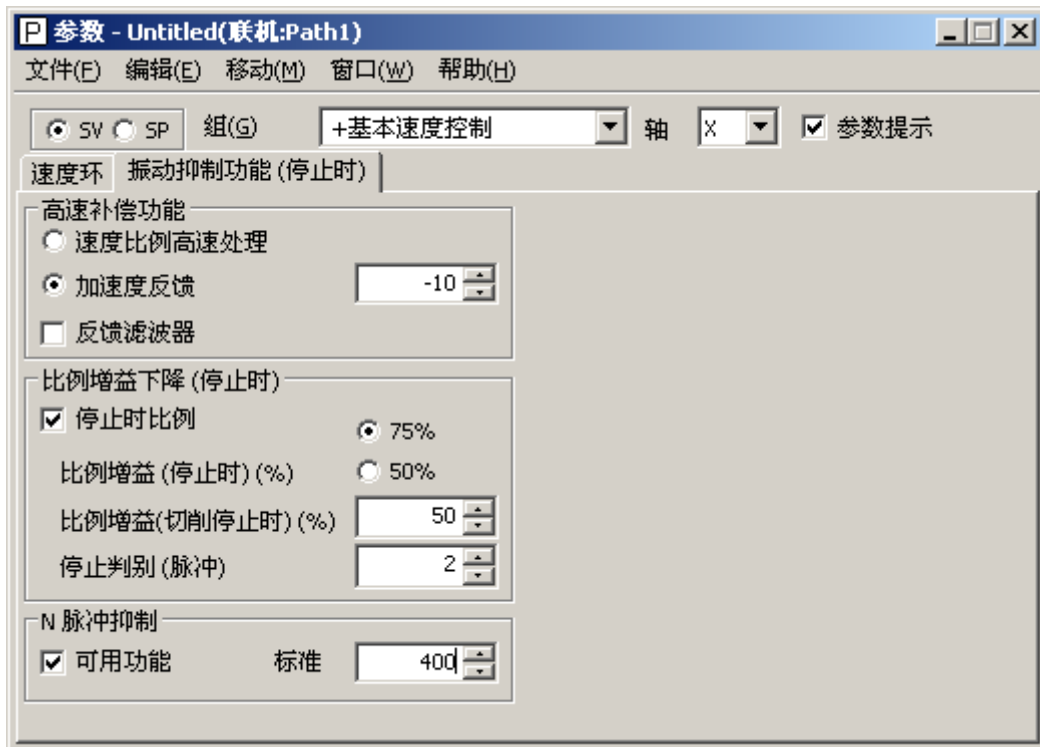 参数 - Untitled(联机:Path1)
文件(F) 编辑(E) 移动(M) 窗口(W) 帮助(H)
SV SP 组(G) +基本速度控制 轴 X 参数提示
速度环 振动抑制功能(停止时)
高速补偿功能
速度比例高速处理
加速度反馈 -10
反馈滤波器
比例增益下降(停止时)
停止时比例 75%
比例增益(停止时)(%) 50%
比例增益(切削停止时)(%) 50
停止判别(脉冲) 2
N 脉冲抑制
可用功能 标准 400